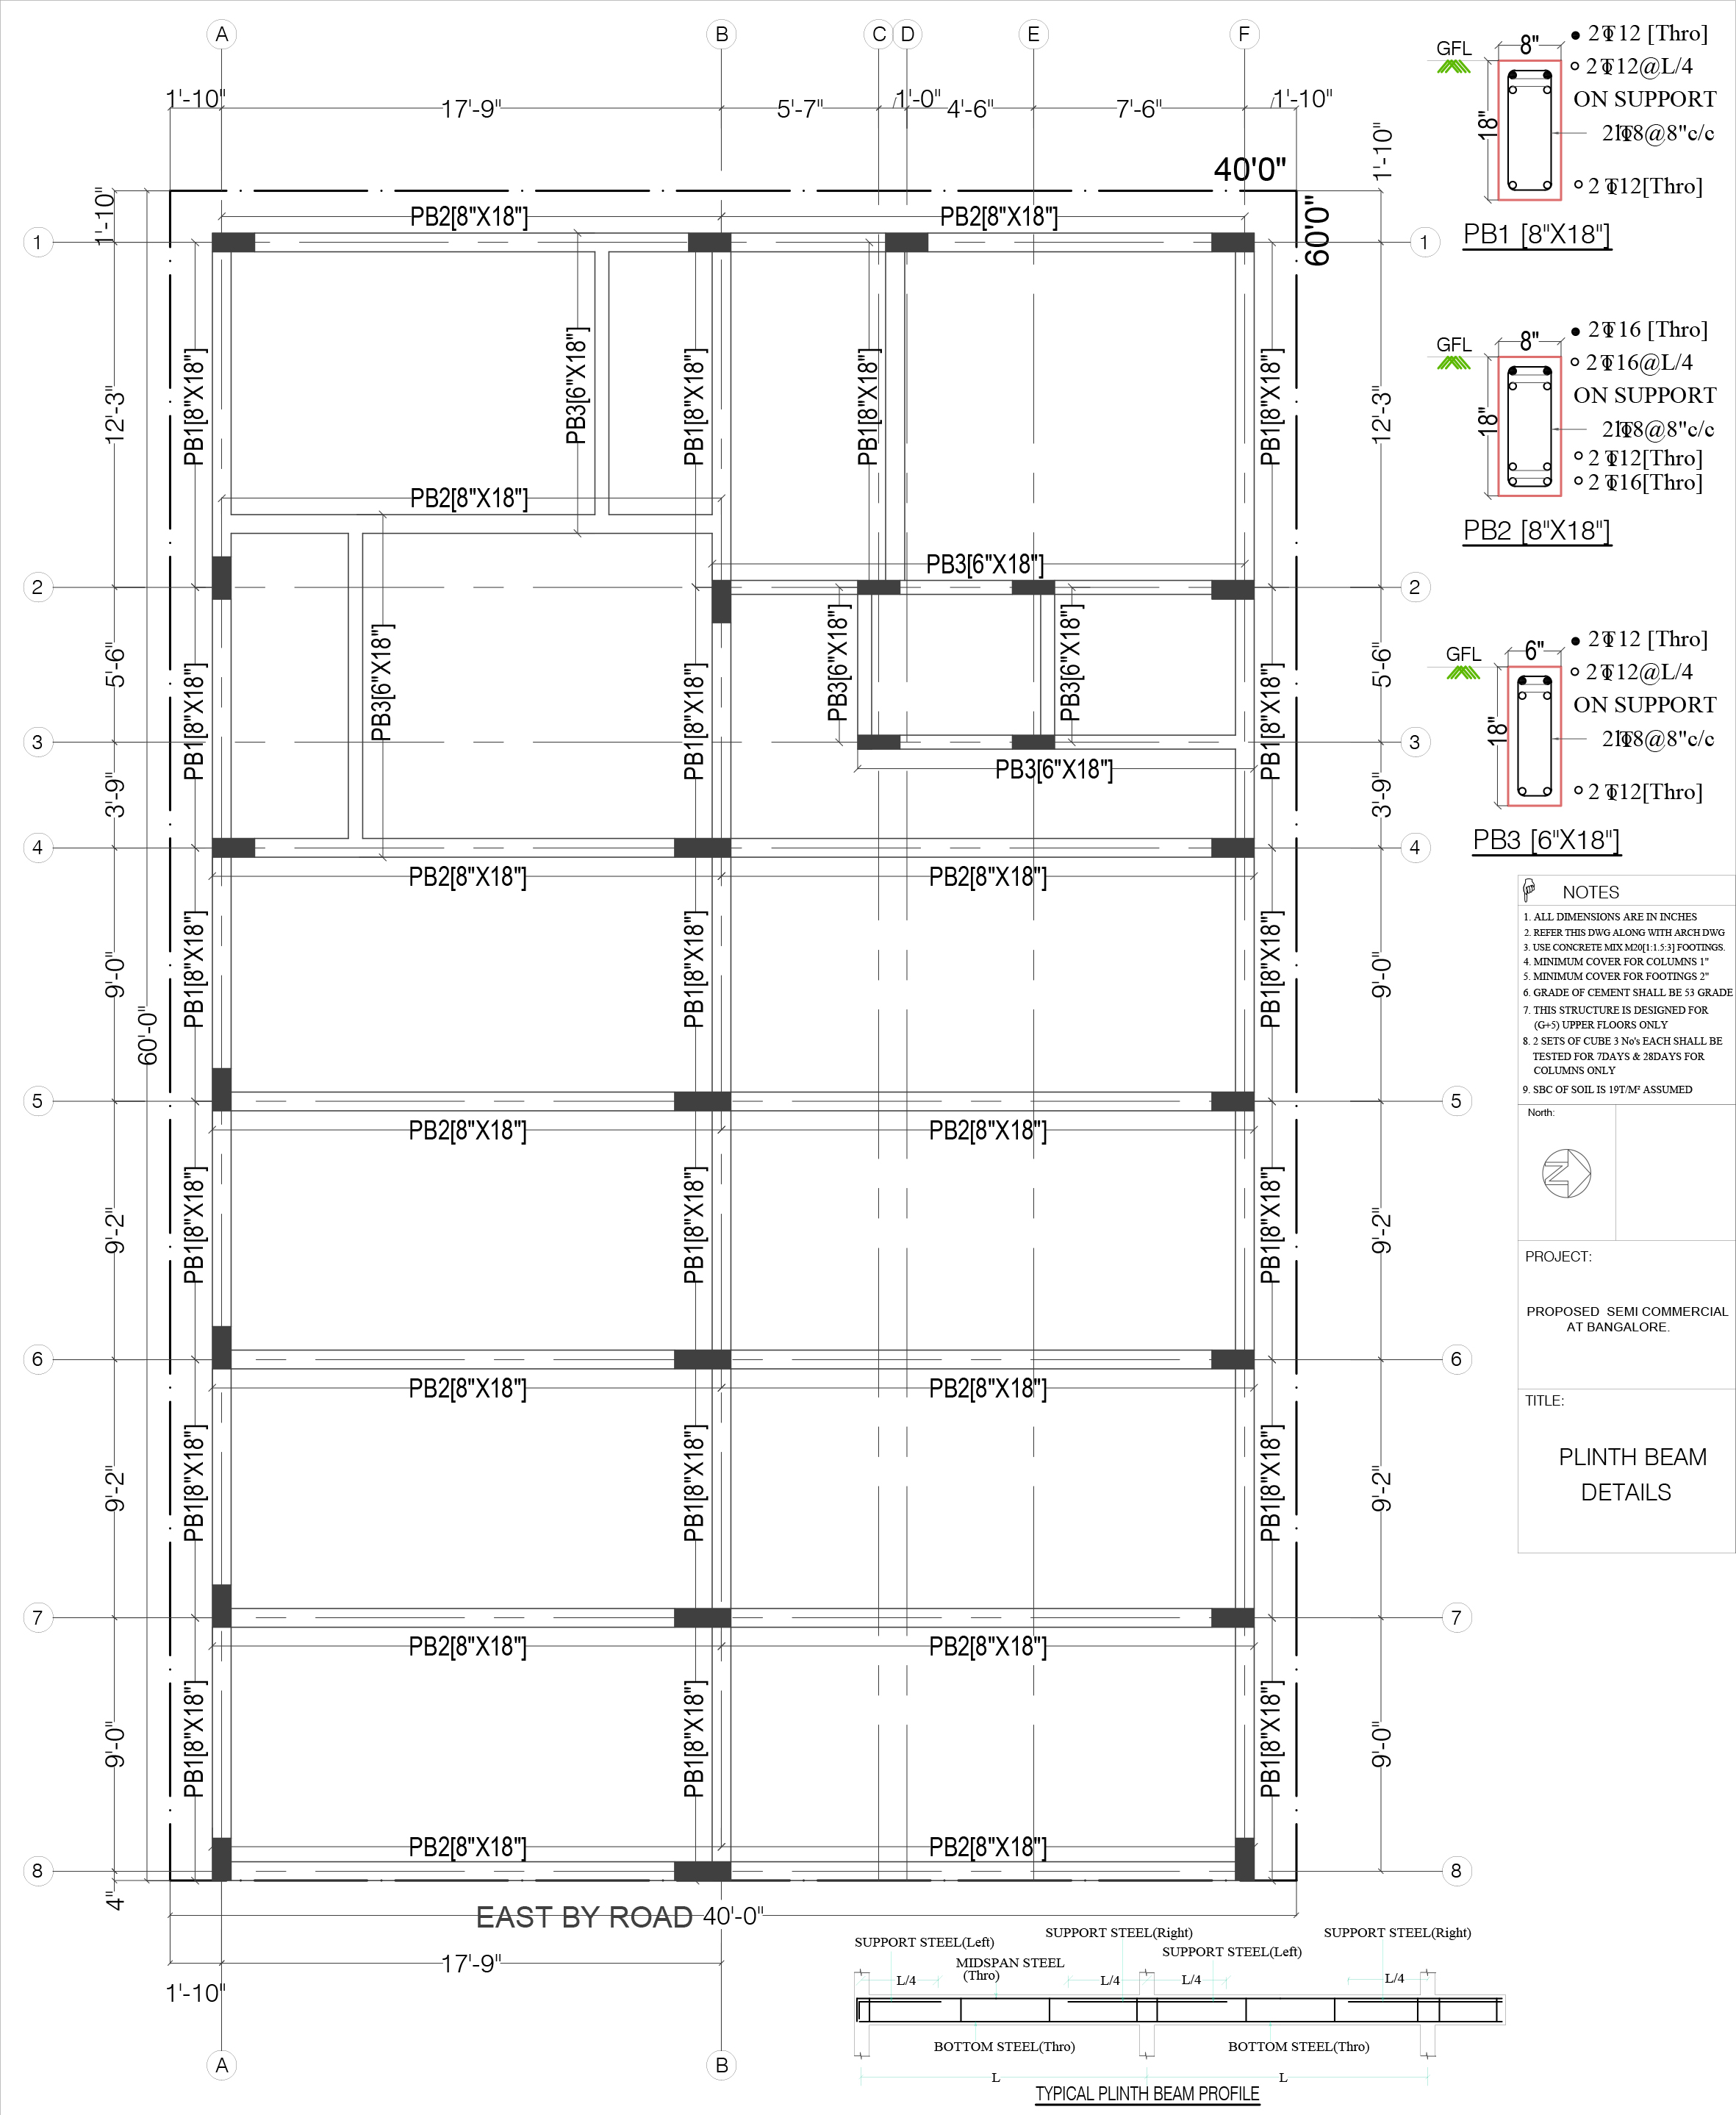 A B C D E F
1'-10" 17'-9" 5'-7" 1'-0" 4'-6" 7'-6" 1'-10"
40'0"
60'0"
1'-10"
1'-10"
PB2[8"X18"] PB2[8"X18"]
1 1
12'-3" PB1[8"X18"] PB3[6"X18"] PB1[8"X18"] PB1[8"X18"] PB1[8"X18"] 12'-3"
PB2[8"X18"]
PB3[6"X18"]
2 2
5'-6" PB1[8"X18"] PB3[6"X18"] PB1[8"X18"] PB3[6"X18"] PB3[6"X18"] PB1[8"X18"] 5'-6"
3 3
PB3[6"X18"]
3'-9" 3'-9"
4 4
PB2[8"X18"] PB2[8"X18"]
9'-0" PB1[8"X18"] PB1[8"X18"] PB1[8"X18"] 9'-0"
60'-0"
5 5
PB2[8"X18"] PB2[8"X18"]
9'-2" PB1[8"X18"] PB1[8"X18"] PB1[8"X18"] 9'-2"
6 6
PB2[8"X18"] PB2[8"X18"]
9'-2" PB1[8"X18"] PB1[8"X18"] PB1[8"X18"] 9'-2"
7 7
PB2[8"X18"] PB2[8"X18"]
9'-0" PB1[8"X18"] PB1[8"X18"] PB1[8"X18"] 9'-0"
PB2[8"X18"] PB2[8"X18"]
8 8
4"
EAST BY ROAD 40'-0"
17'-9"
1'-10"
A B
GFL 8" 2T12 [Thro]
2T12@L/4
ON SUPPORT
18" 2lT8@8"c/c
2 T12[Thro]
PB1 [8"X18"]
GFL 8" 2T16 [Thro]
2T16@L/4
ON SUPPORT
18" 2lT8@8"c/c
2 T12[Thro]
2 T16[Thro]
PB2 [8"X18"]
GFL 6" 2T12 [Thro]
2T12@L/4
ON SUPPORT
18" 2lT8@8"c/c
2 T12[Thro]
PB3 [6"X18"]
NOTES
1. ALL DIMENSIONS ARE IN INCHES
2. REFER THIS DWG ALONG WITH ARCH DWG
3. USE CONCRETE MIX M20[1:1.5:3] FOOTINGS.
4. MINIMUM COVER FOR COLUMNS 1"
5. MINIMUM COVER FOR FOOTINGS 2"
6. GRADE OF CEMENT SHALL BE 53 GRADE
7. THIS STRUCTURE IS DESIGNED FOR
(G+5) UPPER FLOORS ONLY
8. 2 SETS OF CUBE 3 No's EACH SHALL BE
TESTED FOR 7DAYS & 28DAYS FOR
COLUMNS ONLY
9. SBC OF SOIL IS 19T/M² ASSUMED
North:
N
PROJECT:
PROPOSED SEMI COMMERCIAL
AT BANGALORE.
TITLE:
PLINTH BEAM
DETAILS
SUPPORT STEEL(Right) SUPPORT STEEL(Right)
SUPPORT STEEL(Left) SUPPORT STEEL(Left)
MIDSPAN STEEL
(Thro)
L/4 L/4 L/4 L/4
BOTTOM STEEL(Thro) BOTTOM STEEL(Thro)
L L
TYPICAL PLINTH BEAM PROFILE